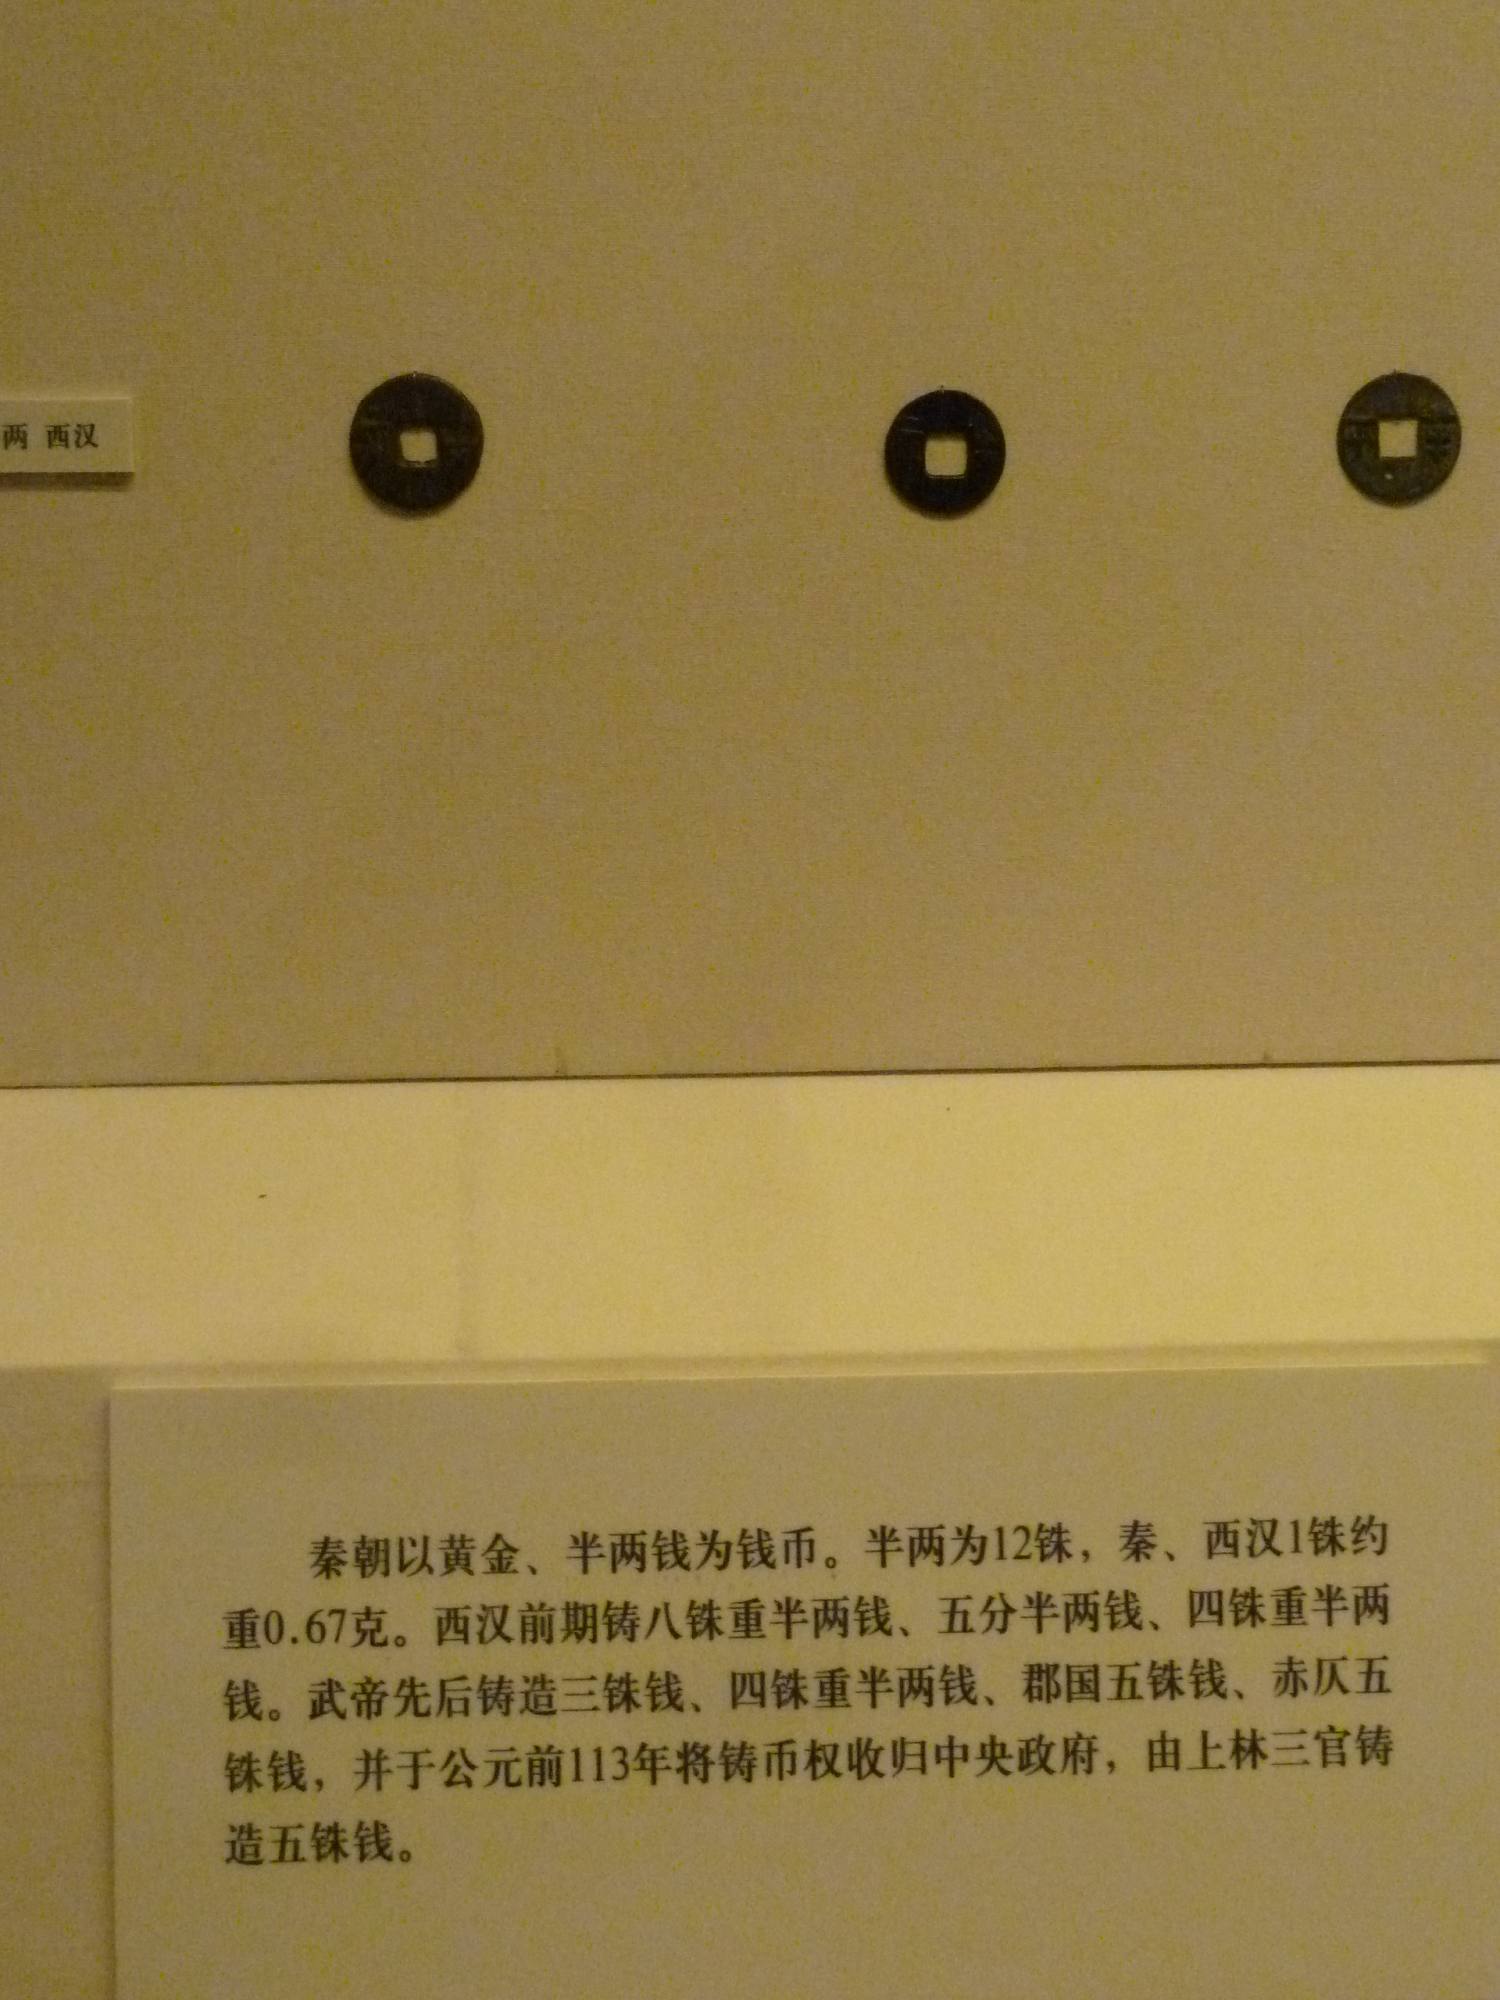 两 西汉
秦朝以黄金、半两钱为钱币。半两为12铢，秦、西汉1铢约
重0.67克。西汉前期铸八铢重半两钱、五分半两钱、四铢重半两
钱。武帝先后铸造三铢钱、四铢重半两钱、郡国五铢钱、赤仄五
铢钱，并于公元前113年将铸币权收归中央政府，由上林三官铸
造五铢钱。